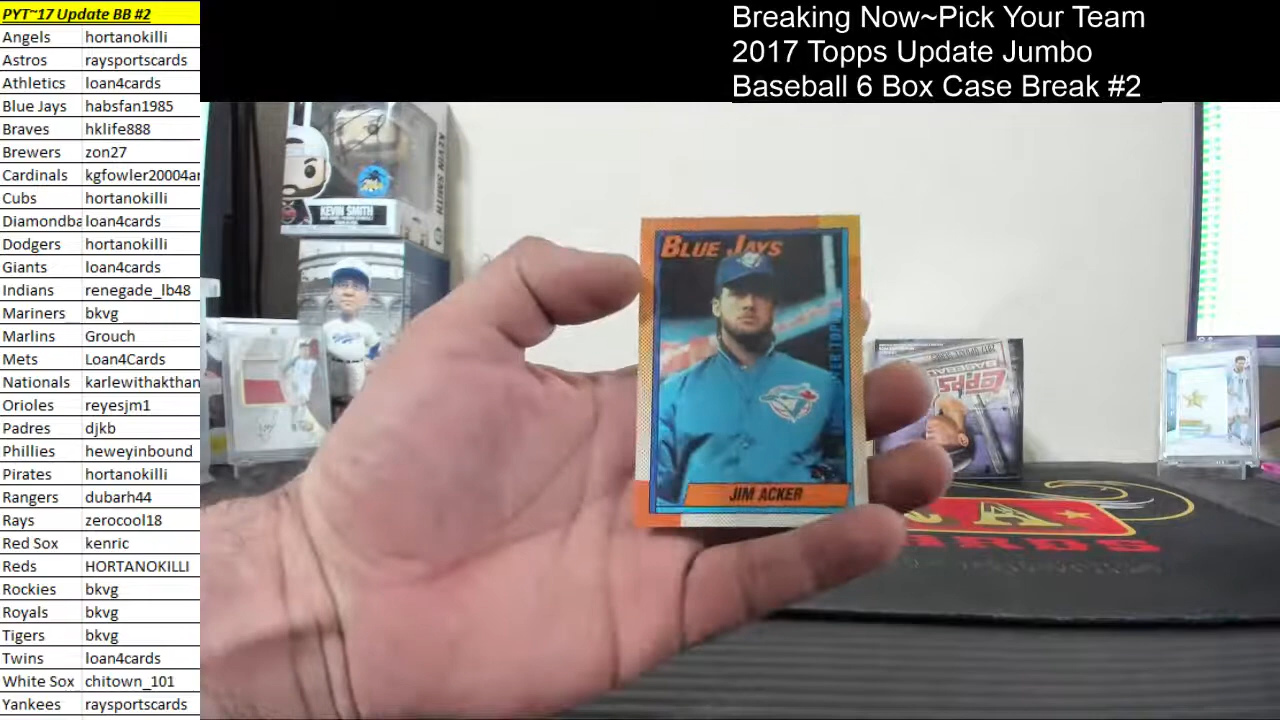 PYT~17 Update BB #2
Angels hortanokilli
Astros raysportscards
Athletics loan4cards
Blue Jays habsfan1985
Braves hklife888
Brewers zon27
Cardinals kgfowler20004ar
Cubs hortanokilli
Diamondba loan4cards
Dodgers hortanokilli
Giants loan4cards
Indians renegade_lb48
Mariners bkvg
Marlins Grouch
Mets Loan4Cards
Nationals karlewithakthan
Orioles reyesjm1
Padres djkb
Phillies heweyinbound
Pirates hortanokilli
Rangers dubarh44
Rays zerocool18
Red Sox kenric
Reds HORTANOKILLI
Rockies bkvg
Royals bkvg
Tigers bkvg
Twins loan4cards
White Sox chitown_101
Yankees raysportscards
Breaking Now~Pick Your Team
2017 Topps Update Jumbo
Baseball 6 Box Case Break #2
KEVIN SMITH
KEVIN SMITH
BLUE JAYS
JIM ACKER
Topps
BASEBALL